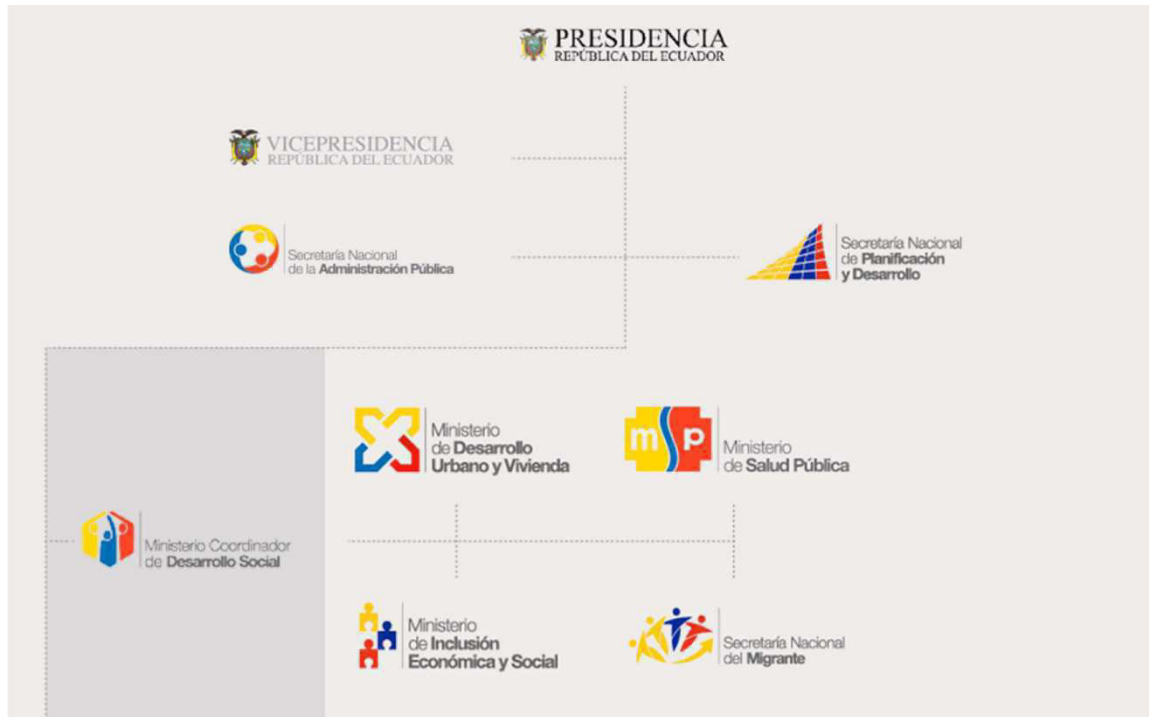 PRESIDENCIA
REPÚBLICA DEL ECUADOR
VICEPRESIDENCIA
REPÚBLICA DEL ECUADOR
Secretaría Nacional
de la Administración Pública
Secretaría Nacional
de Planificación
y Desarrollo
Ministerio
de Desarrollo
Urbano y Vivienda
msp
Ministerio
de Salud Pública
Ministerio Coordinador
de Desarrollo Social
Ministerio
de Inclusión
Económica y Social
Secretaría Nacional
del Migrante